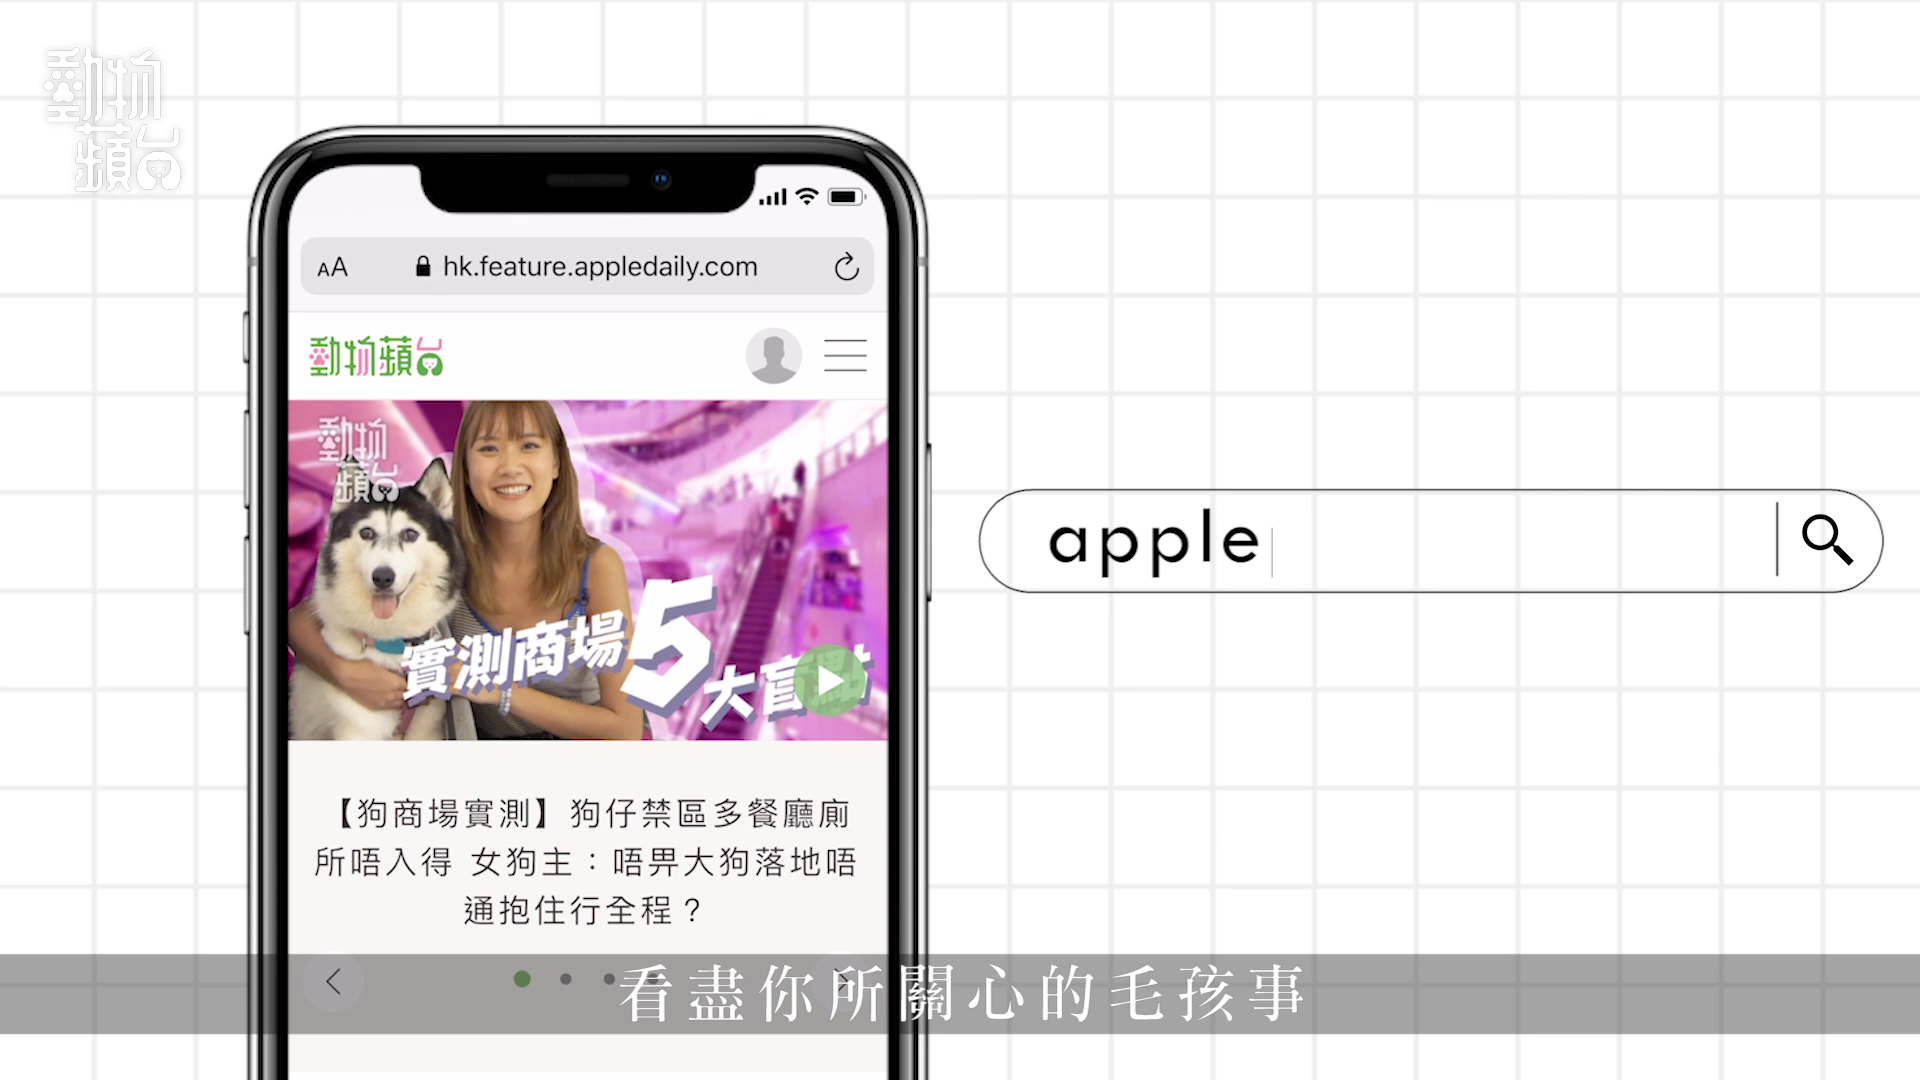 動物
蘋台
AA
hk.feature.appledaily.com
動物蘋台
動物
蘋台
實測商場5大盲點
【狗商場實測】狗仔禁區多餐廳廁
所唔入得 女狗主：唔畀大狗落地唔
通抱住行全程？
apple
看盡你所關心的毛孩事